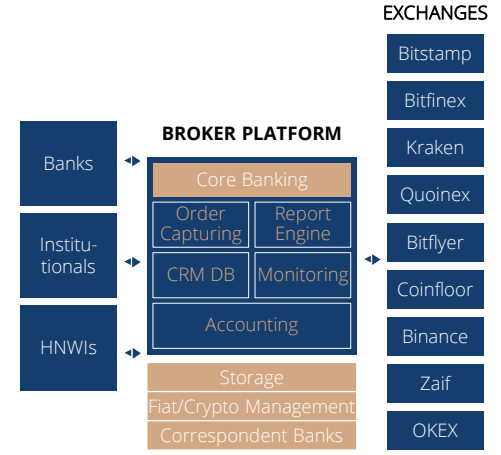 EXCHANGES
Bitstamp
Bitfinex
Kraken
Quoinex
Bitflyer
Coinfloor
Binance
Zaif
OKEX
Banks
Institu-
tionals
HNWIs
BROKER PLATFORM
Core Banking
Order
Capturing
Report
Engine
CRM DB
Monitoring
Accounting
Storage
Fiat/Crypto Management
Correspondent Banks